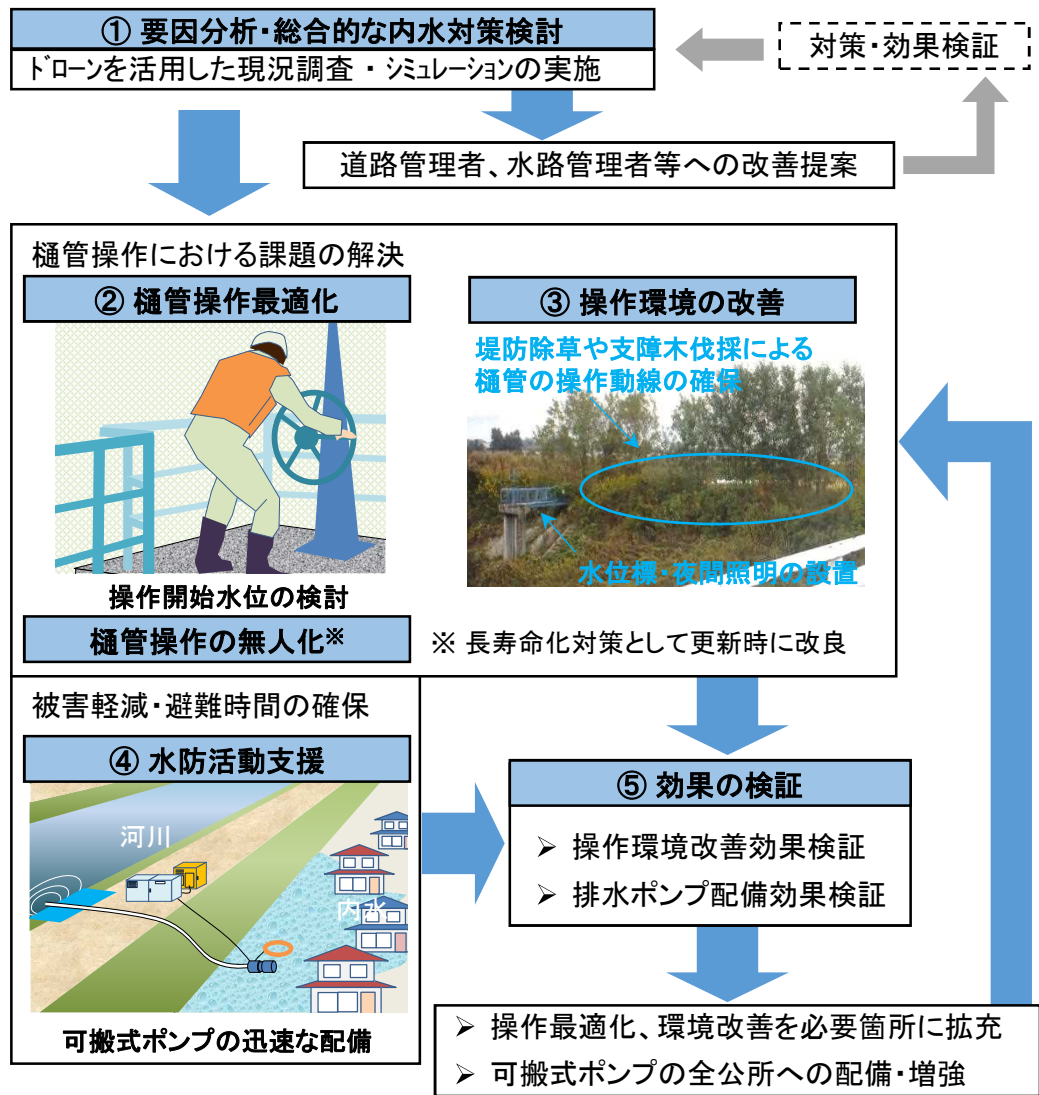 ① 要因分析・総合的な内水対策検討
ドローンを活用した現況調査 ・ シミュレーションの実施
対策・効果検証
道路管理者、水路管理者等への改善提案
樋管操作における課題の解決
② 樋管操作最適化
操作開始水位の検討
樋管操作の無人化※
③ 操作環境の改善
堤防除草や支障木伐採による
樋管の操作動線の確保
水位標・夜間照明の設置
※ 長寿命化対策として更新時に改良
被害軽減・避難時間の確保
④ 水防活動支援
河川
内水
可搬式ポンプの迅速な配備
⑤ 効果の検証
➢ 操作環境改善効果検証
➢ 排水ポンプ配備効果検証
➢ 操作最適化、環境改善を必要箇所に拡充
➢ 可搬式ポンプの全公所への配備・増強